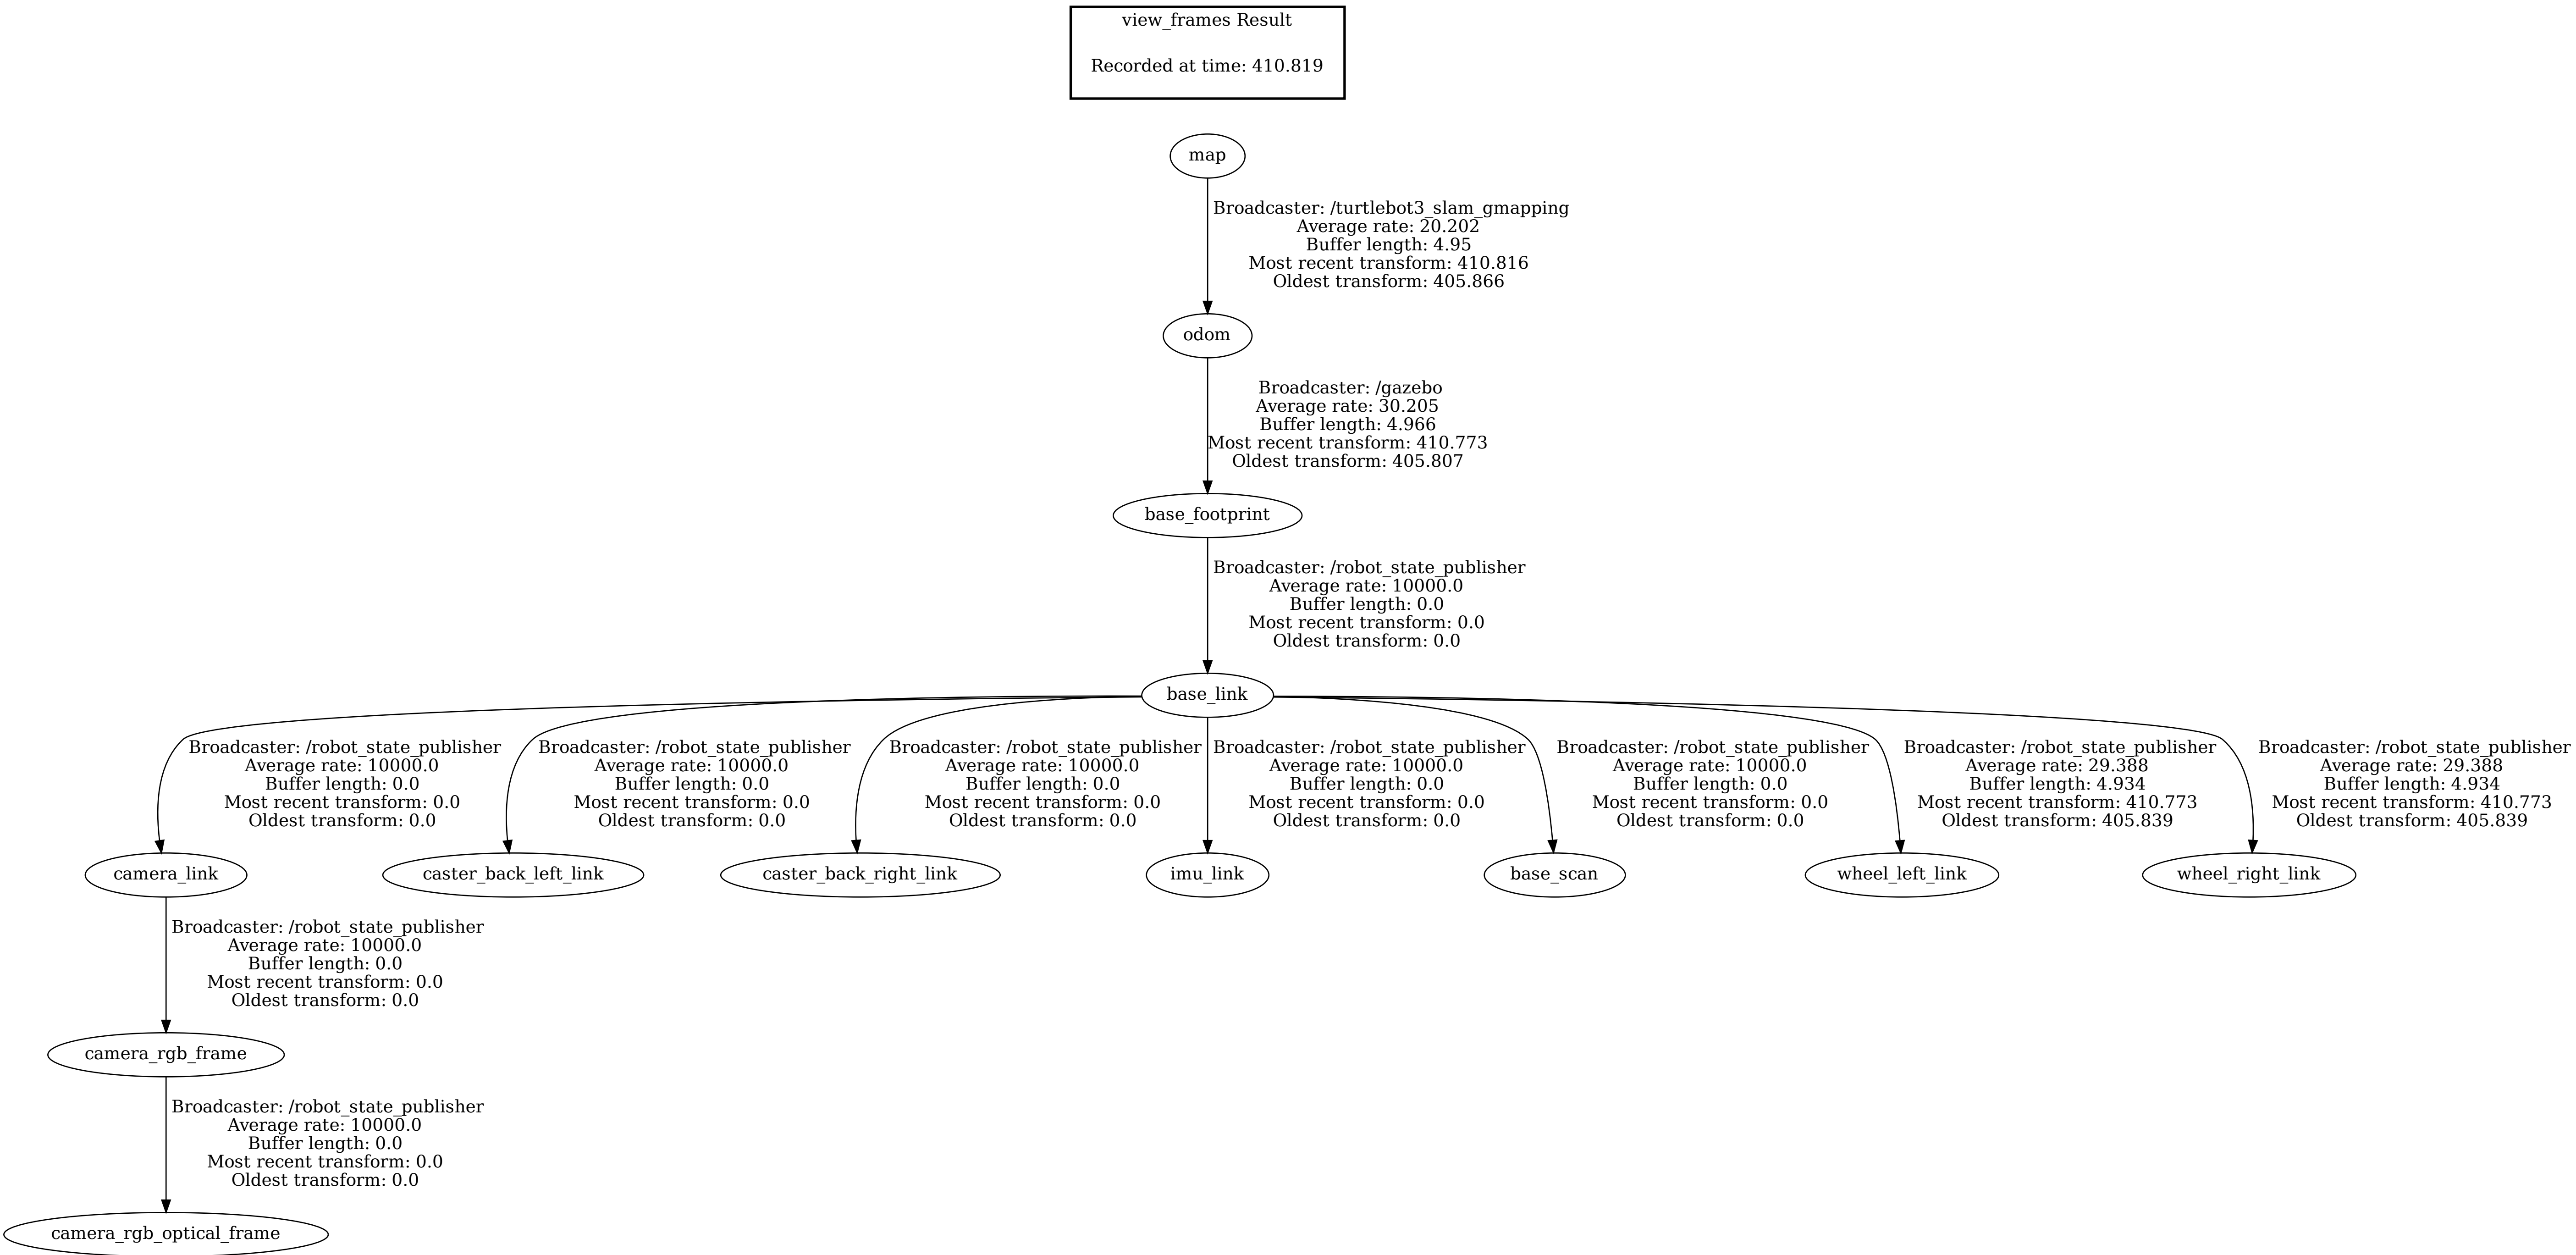 view_frames Result
Recorded at time: 410.819
map
Broadcaster: /turtlebot3_slam_gmapping
Average rate: 20.202
Buffer length: 4.95
Most recent transform: 410.816
Oldest transform: 405.866
odom
Broadcaster: /gazebo
Average rate: 30.205
Buffer length: 4.966
Most recent transform: 410.773
Oldest transform: 405.807
base_footprint
Broadcaster: /robot_state_publisher
Average rate: 10000.0
Buffer length: 0.0
Most recent transform: 0.0
Oldest transform: 0.0
base_link
Broadcaster: /robot_state_publisher
Average rate: 10000.0
Buffer length: 0.0
Most recent transform: 0.0
Oldest transform: 0.0
Broadcaster: /robot_state_publisher
Average rate: 10000.0
Buffer length: 0.0
Most recent transform: 0.0
Oldest transform: 0.0
Broadcaster: /robot_state_publisher
Average rate: 10000.0
Buffer length: 0.0
Most recent transform: 0.0
Oldest transform: 0.0
Broadcaster: /robot_state_publisher
Average rate: 10000.0
Buffer length: 0.0
Most recent transform: 0.0
Oldest transform: 0.0
Broadcaster: /robot_state_publisher
Average rate: 10000.0
Buffer length: 0.0
Most recent transform: 0.0
Oldest transform: 0.0
Broadcaster: /robot_state_publisher
Average rate: 29.388
Buffer length: 4.934
Most recent transform: 410.773
Oldest transform: 405.839
Broadcaster: /robot_state_publisher
Average rate: 29.388
Buffer length: 4.934
Most recent transform: 410.773
Oldest transform: 405.839
camera_link
caster_back_left_link
caster_back_right_link
imu_link
base_scan
wheel_left_link
wheel_right_link
Broadcaster: /robot_state_publisher
Average rate: 10000.0
Buffer length: 0.0
Most recent transform: 0.0
Oldest transform: 0.0
camera_rgb_frame
Broadcaster: /robot_state_publisher
Average rate: 10000.0
Buffer length: 0.0
Most recent transform: 0.0
Oldest transform: 0.0
camera_rgb_optical_frame